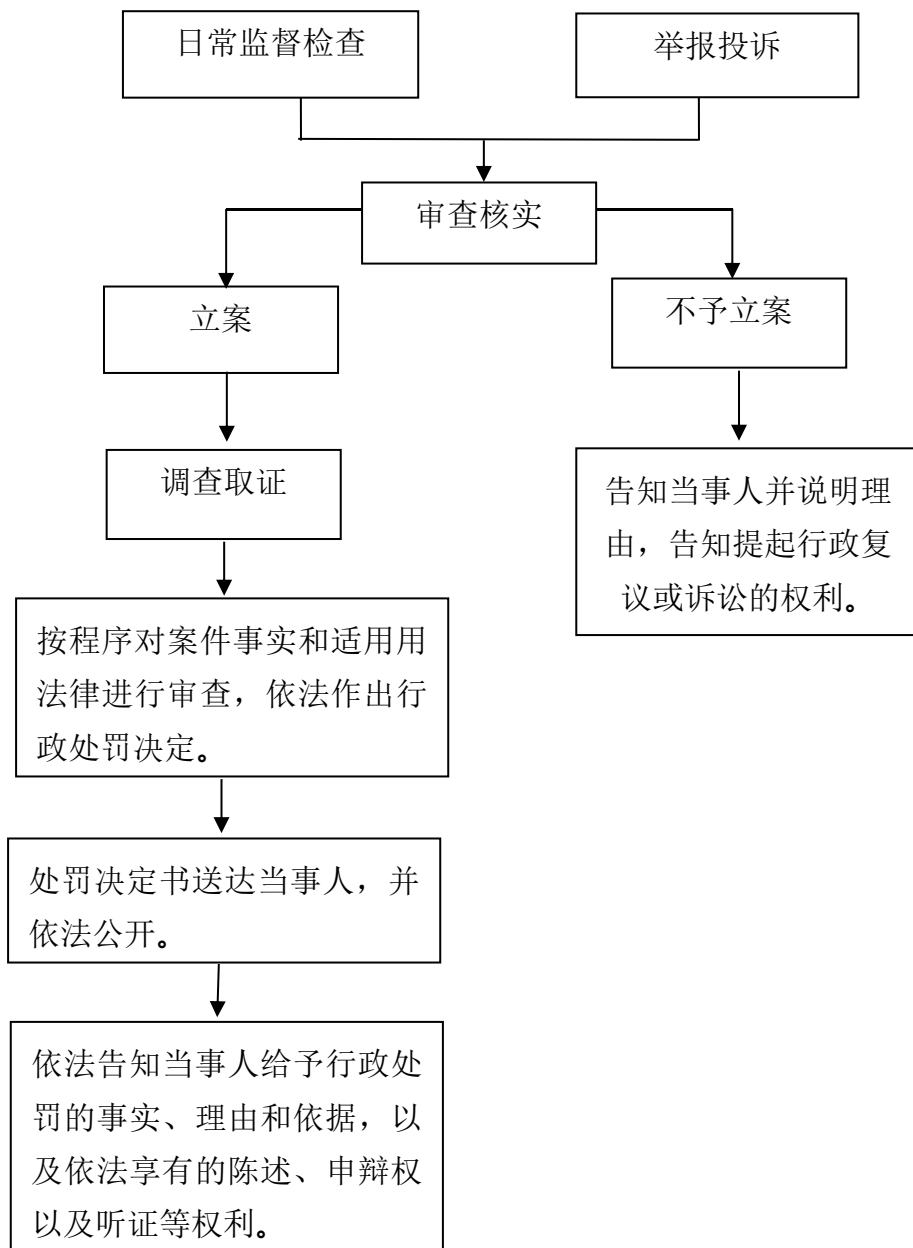 日常监督检查
举报投诉
审查核实
立案
不予立案
调查取证
告知当事人并说明理
由，告知提起行政复
议或诉讼的权利。
按程序对案件事实和适用用
法律进行审查，依法作出行
政处罚决定。
处罚决定书送达当事人，并
依法公开。
依法告知当事人给予行政处
罚的事实、理由和依据，以
及依法享有的陈述、申辩权
以及听证等权利。